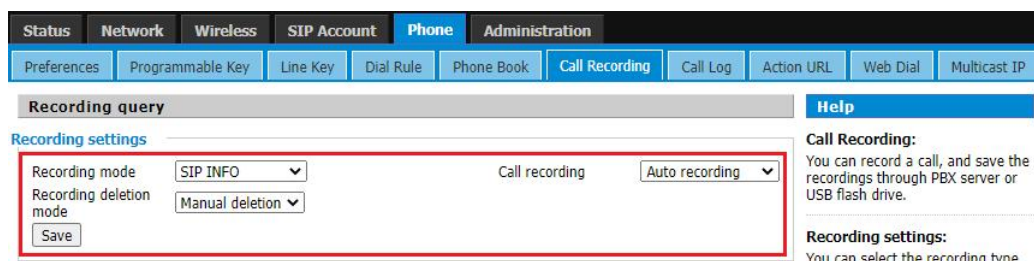 Status Network Wireless SIP Account Phone Administration
Preferences Programmable Key Line Key Dial Rule Phone Book Call Recording Call Log Action URL Web Dial Multicast IP
Recording query
Recording settings
Recording mode SIP INFO Call recording Auto recording
Recording deletion
mode Manual deletion
Save
Help
Call Recording:
You can record a call, and save the
recordings through PBX server or
USB flash drive.
Recording settings:
You can select the recording type